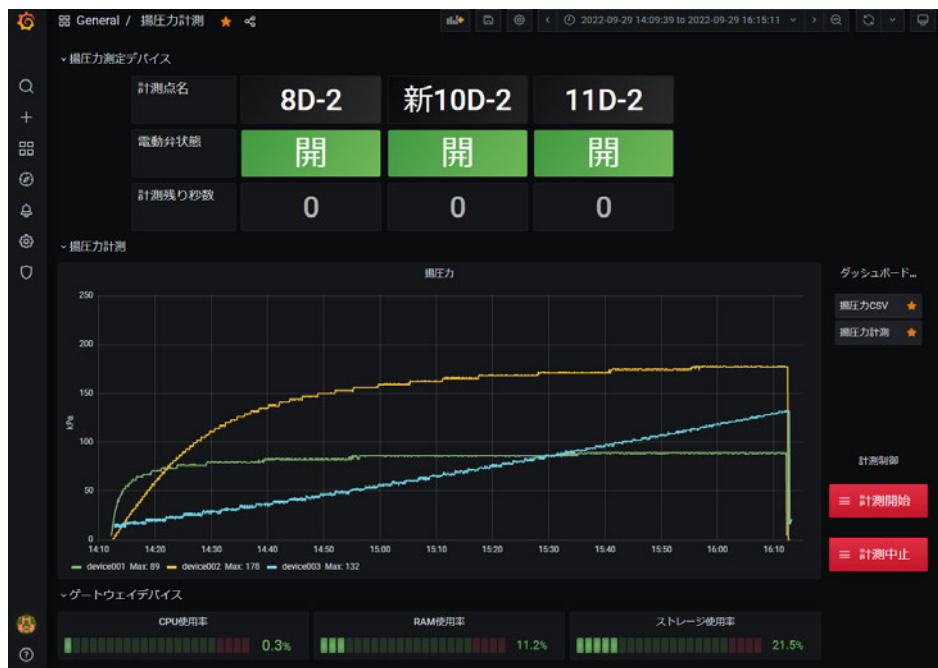 General / 揚圧力計測
2022-09-29 14:09:39 to 2022-09-29 16:15:11
揚圧力測定デバイス
計測点名 8D-2 新10D-2 11D-2
電動弁状態 開 開 開
計測残り秒数 0 0 0
揚圧力計測
揚圧力
ダッシュボード...
揚圧力CSV
揚圧力計測
250
200
150
100
50
0
kPa
14:10 14:20 14:30 14:40 14:50 15:00 15:10 15:20 15:30 15:40 15:50 16:00 16:10
device001 Max: 89 device002 Max: 178 device003 Max: 132
計測制御
計測開始
計測中止
ゲートウェイデバイス
CPU使用率 RAM使用率 ストレージ使用率
0.3% 11.2% 21.5%